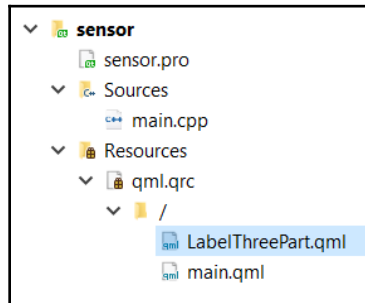 sensor
sensor.pro
Sources
main.cpp
Resources
qml.qrc
/
LabelThreePart.qml
main.qml